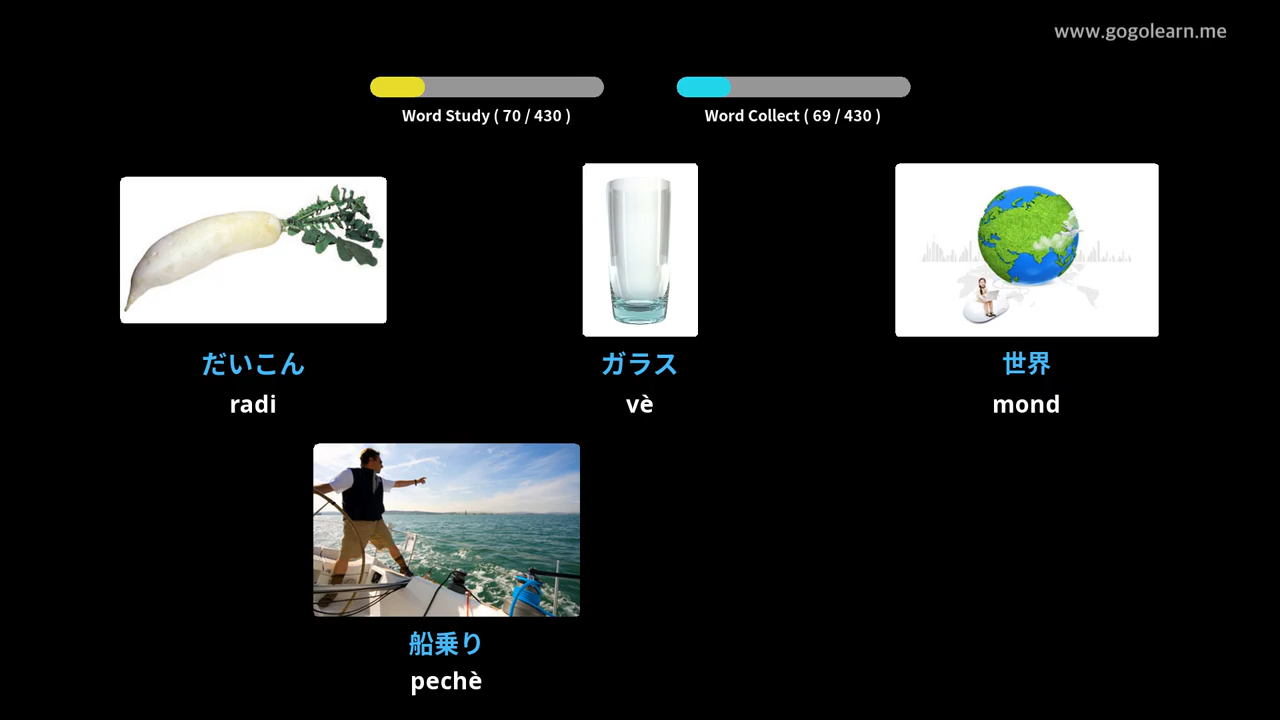 www.gogolearn.me
Word Study ( 70 / 430 )
Word Collect ( 69 / 430 )
だいこん
radi
ガラス
vè
世界
mond
船乗り
pechè